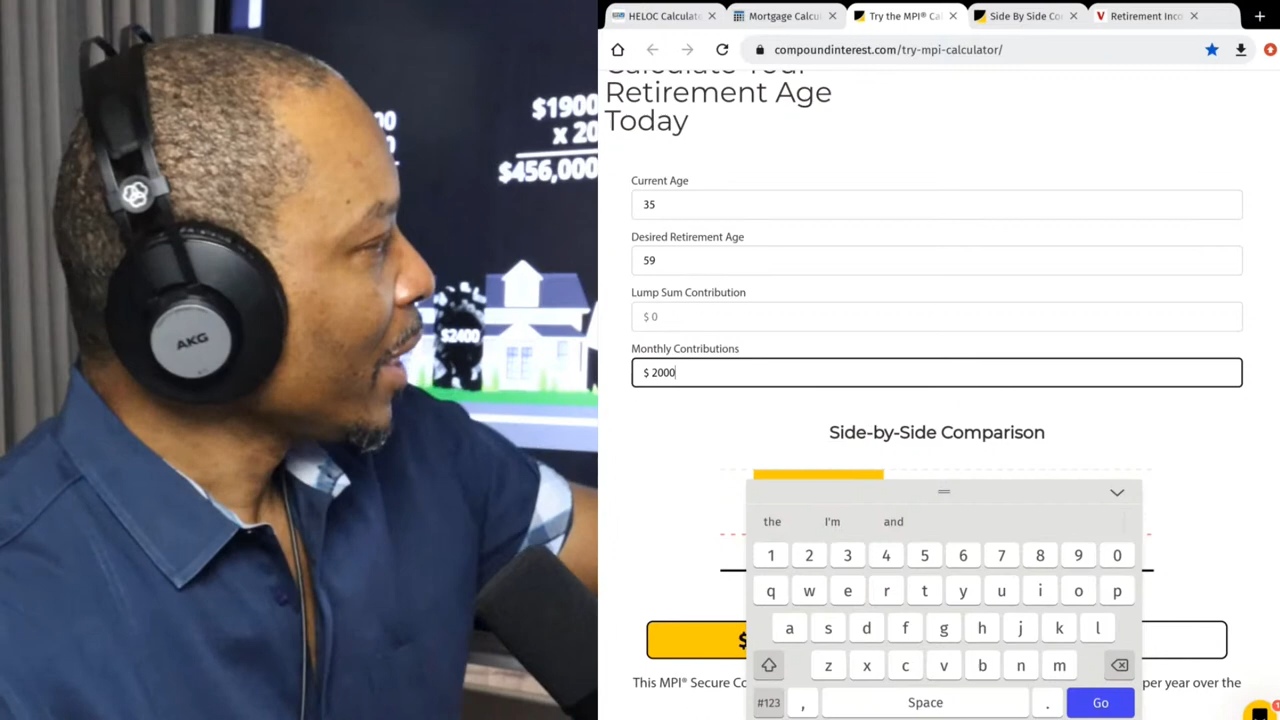 $1900
x 20
$456,000
$2400
AKG
HELOC Calculate
Mortgage Calcu
Try the MPI® Ca
Side By Side Co
Retirement Inco
compoundinterest.com/try-mpi-calculator/
Calculate Your
Retirement Age
Today
Current Age
35
Desired Retirement Age
59
Lump Sum Contribution
$ 0
Monthly Contributions
$ 2000
Side-by-Side Comparison
the I'm and
1 2 3 4 5 6 7 8 9 0
q w e r t y u i o p
a s d f g h j k l
z x c v b n m
#123 , Space . Go
$
This MPI® Secure Co
per year over the